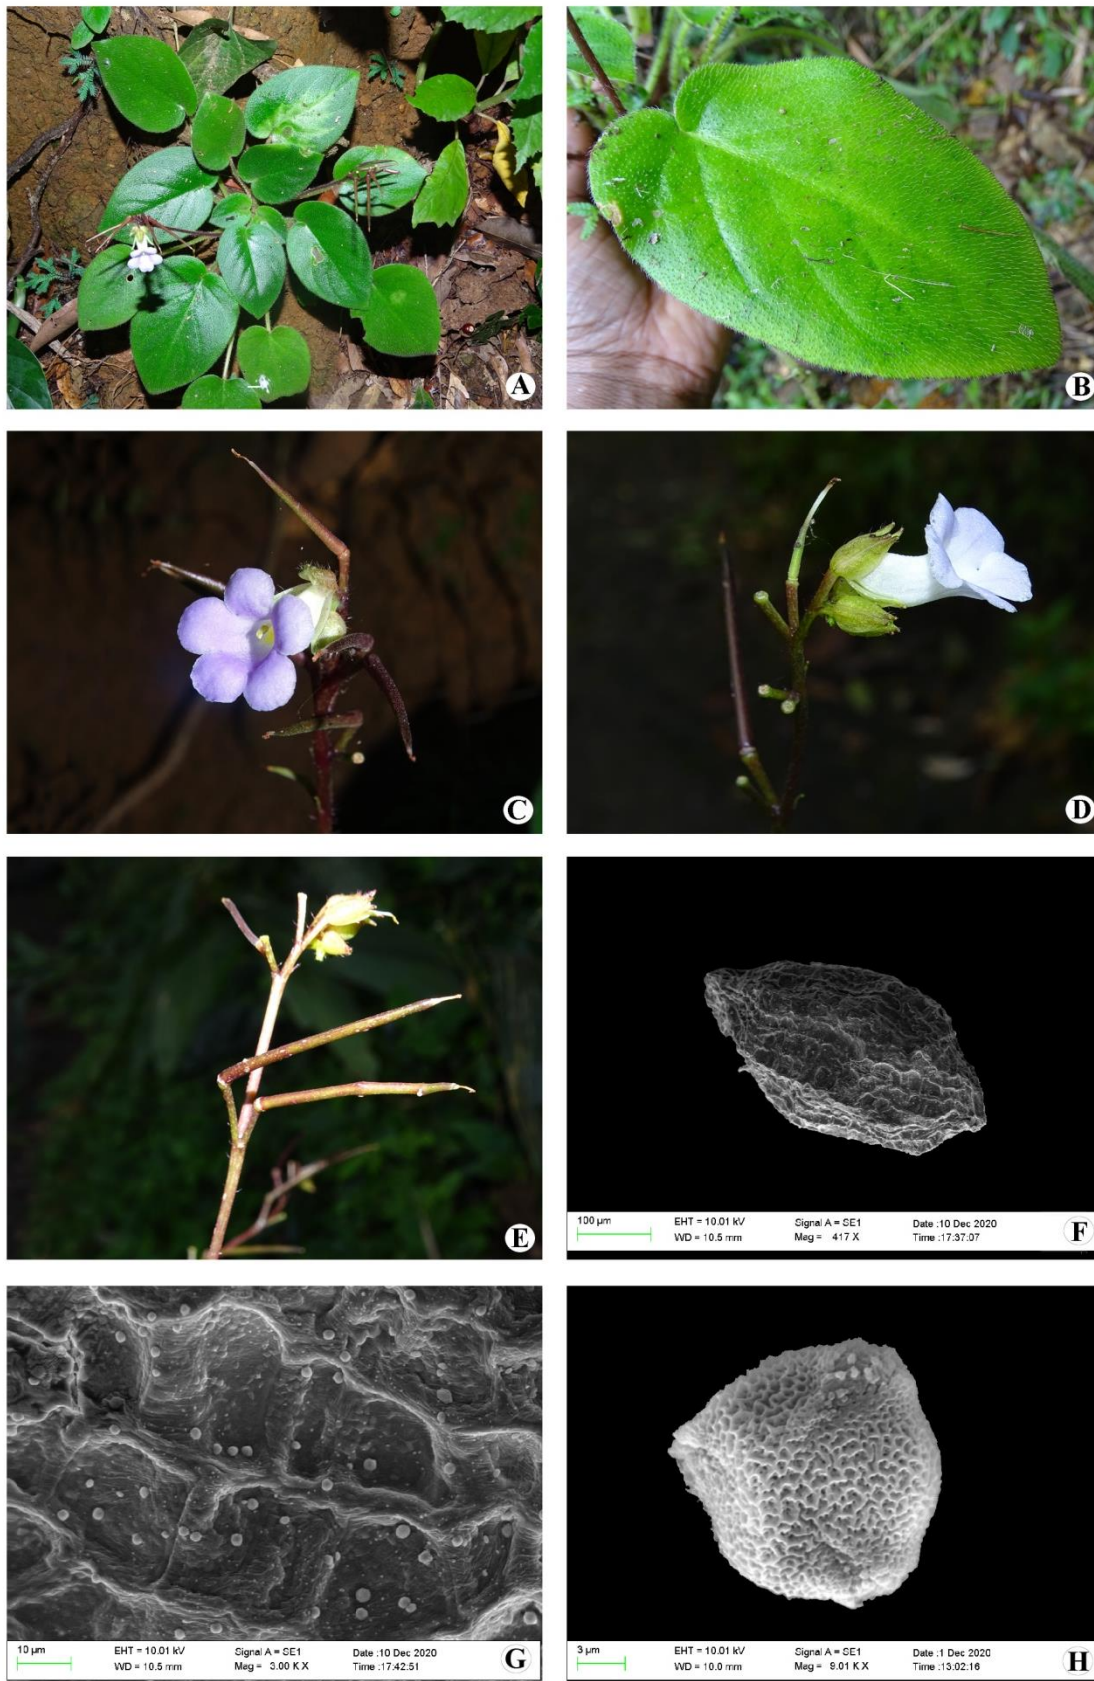 A
B
C
D
E
100 µm
EHT = 10.01 kV
Signal A = SE1
Date :10 Dec 2020
WD = 10.5 mm
Mag = 417 X
Time :17:37:07
F
10 µm
EHT = 10.01 kV
Signal A = SE1
Date :10 Dec 2020
WD = 10.5 mm
Mag = 3.00 K X
Time :17:42:51
G
3 µm
EHT = 10.01 kV
Signal A = SE1
Date :1 Dec 2020
WD = 10.0 mm
Mag = 9.01 K X
Time :13:02:16
H